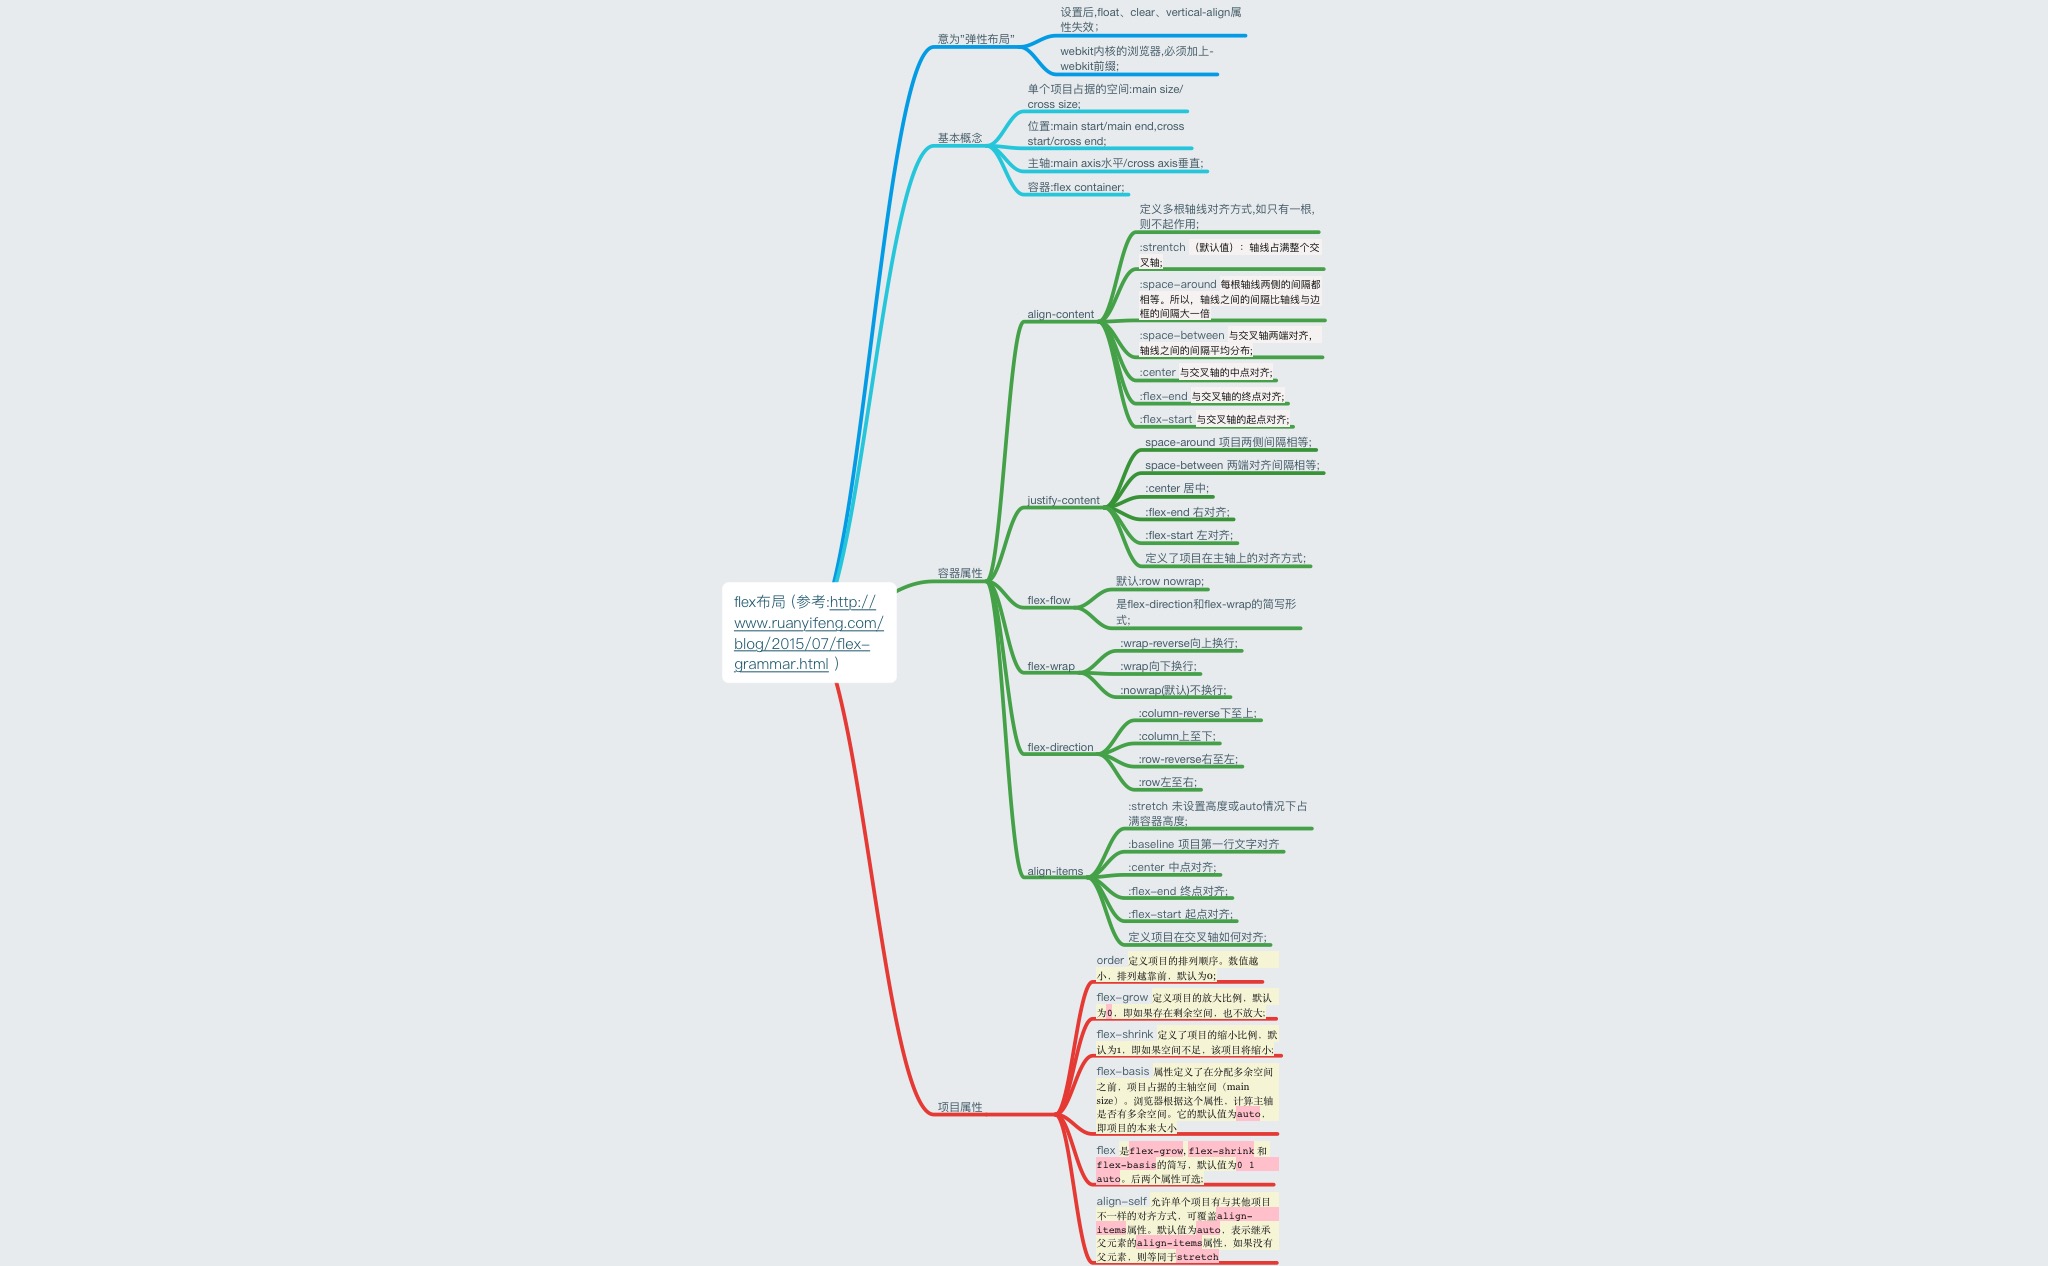 设置后,float、clear、vertical-align属
性失效;
意为"弹性布局"
webkit内核的浏览器,必须加上-
webkit前缀;
单个项目占据的空间:main size/
cross size;
位置:main start/main end,cross
start/cross end;
基本概念
主轴:main axis水平/cross axis垂直;
容器:flex container;
定义多根轴线对齐方式,如只有一根,
则不起作用;
:strentch （默认值）：轴线占满整个交
叉轴;
:space-around 每根轴线两侧的间隔都
相等。所以，轴线之间的间隔比轴线与边
框的间隔大一倍
align-content
:space-between 与交叉轴两端对齐，
轴线之间的间隔平均分布;
:center 与交叉轴的中点对齐;
:flex-end 与交叉轴的终点对齐;
:flex-start 与交叉轴的起点对齐;
space-around 项目两侧间隔相等;
space-between 两端对齐间隔相等;
:center 居中;
justify-content
:flex-end 右对齐;
:flex-start 左对齐;
定义了项目在主轴上的对齐方式;
容器属性
默认:row nowrap;
flex-flow
是flex-direction和flex-wrap的简写形
式;
flex布局 (参考:http://
www.ruanyifeng.com/
blog/2015/07/flex-
grammar.html )
:wrap-reverse向上换行;
flex-wrap
:wrap向下换行;
:nowrap(默认)不换行;
:column-reverse下至上;
:column上至下;
flex-direction
:row-reverse右至左;
:row左至右;
:stretch 未设置高度或auto情况下占
满容器高度;
:baseline 项目第一行文字对齐
:center 中点对齐;
align-items
:flex-end 终点对齐;
:flex-start 起点对齐;
定义项目在交叉轴如何对齐;
order 定义项目的排列顺序。数值越
小，排列越靠前，默认为0;
flex-grow 定义项目的放大比例，默认
为0，即如果存在剩余空间，也不放大;
flex-shrink 定义了项目的缩小比例，默
认为1，即如果空间不足，该项目将缩小;
flex-basis 属性定义了在分配多余空间
之前，项目占据的主轴空间（main
size）。浏览器根据这个属性，计算主轴
是否有多余空间。它的默认值为auto，
即项目的本来大小
项目属性
flex 是flex-grow, flex-shrink 和
flex-basis的简写，默认值为0 1
auto。后两个属性可选;
align-self 允许单个项目有与其他项目
不一样的对齐方式，可覆盖align-
items属性。默认值为auto，表示继承
父元素的align-items属性，如果没有
父元素，则等同于stretch